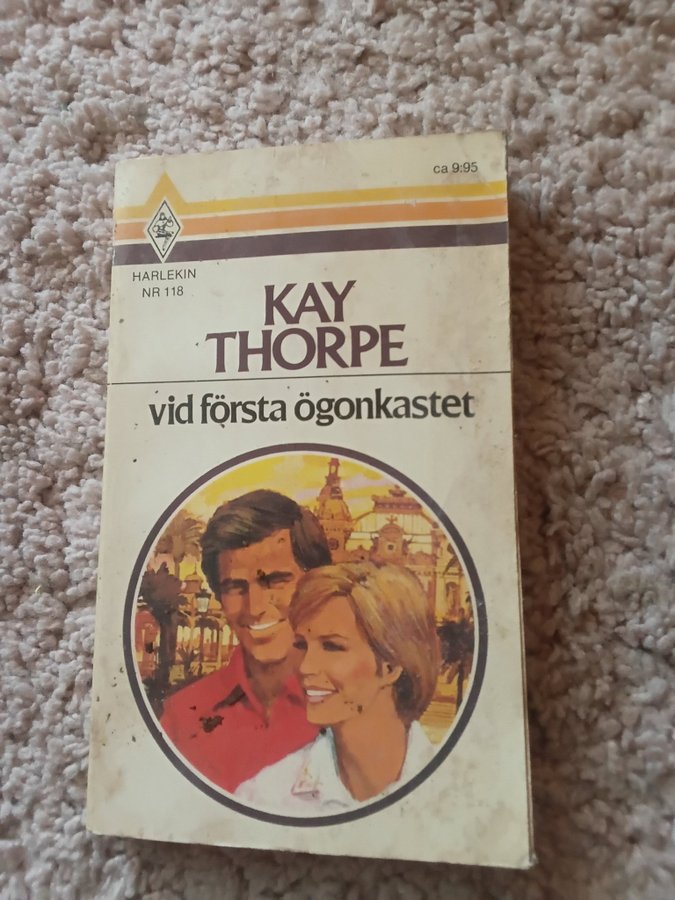 ca 9:95
HARLEKIN
NR 118
KAY
THORPE
vid första ögonkastet